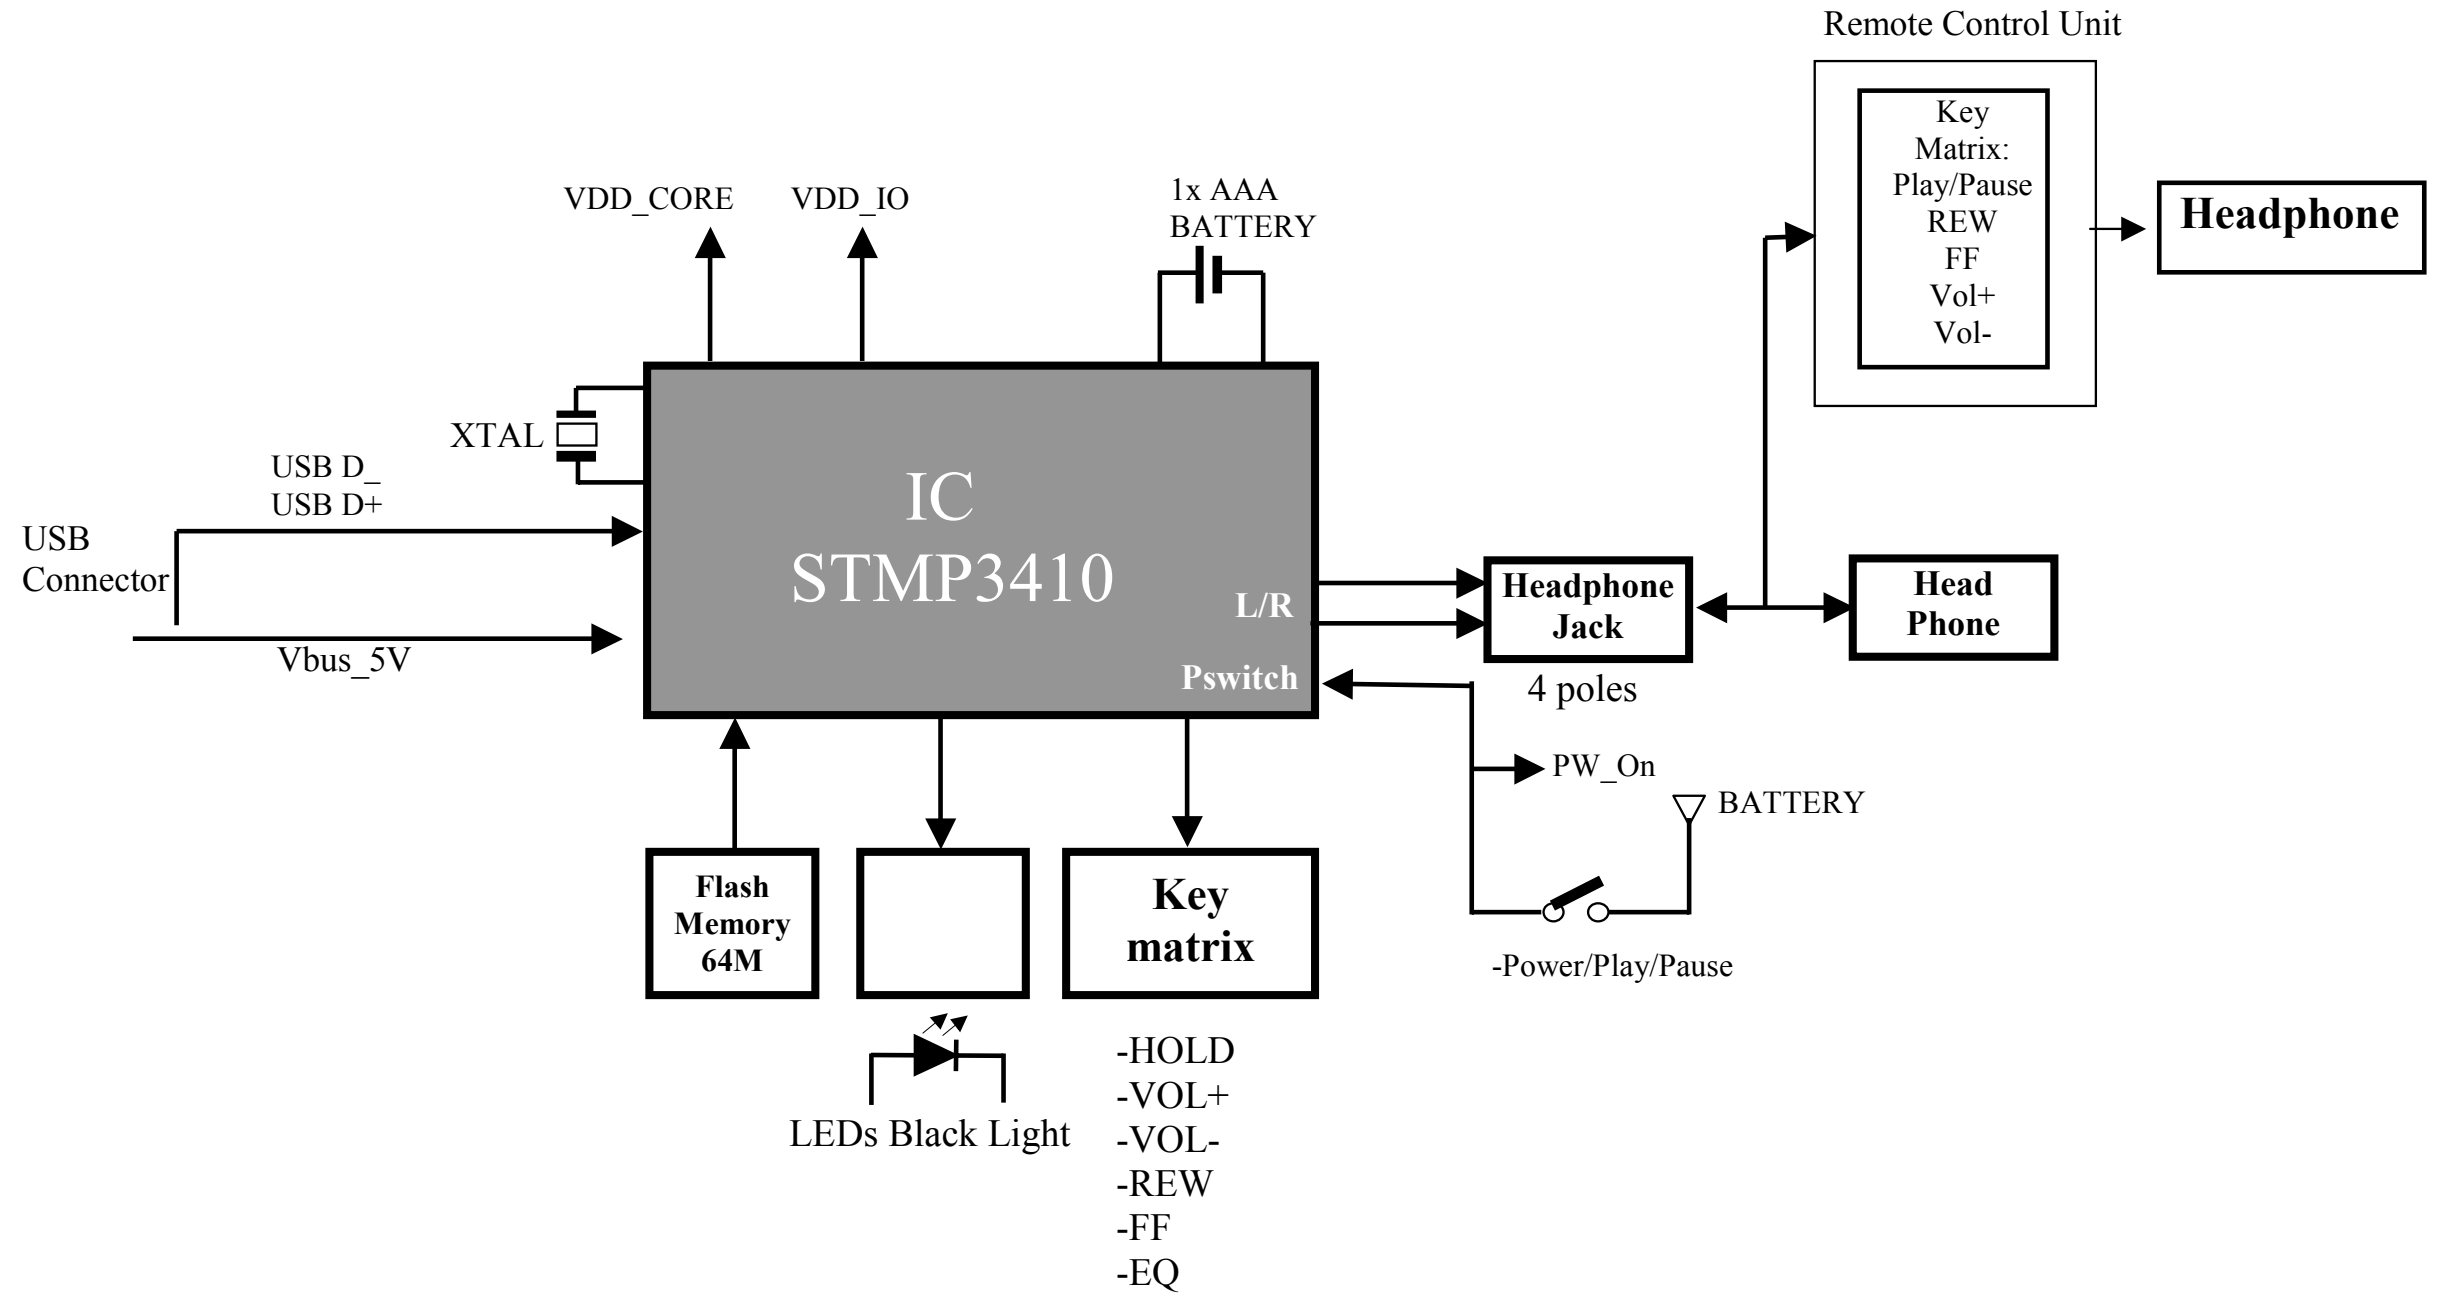 Remote Control Unit
Key
Matrix:
Play/Pause
REW
FF
Vol+
Vol-
Headphone
VDD_CORE
VDD_IO
1x AAA
BATTERY
XTAL
USB D_
USB D+
USB
Connector
Vbus_5V
IC
STMP3410
L/R
Pswitch
Headphone
Jack
4 poles
Head
Phone
PW_On
BATTERY
-Power/Play/Pause
Flash
Memory
64M
Key
matrix
LEDs Black Light
-HOLD
-VOL+
-VOL-
-REW
-FF
-EQ